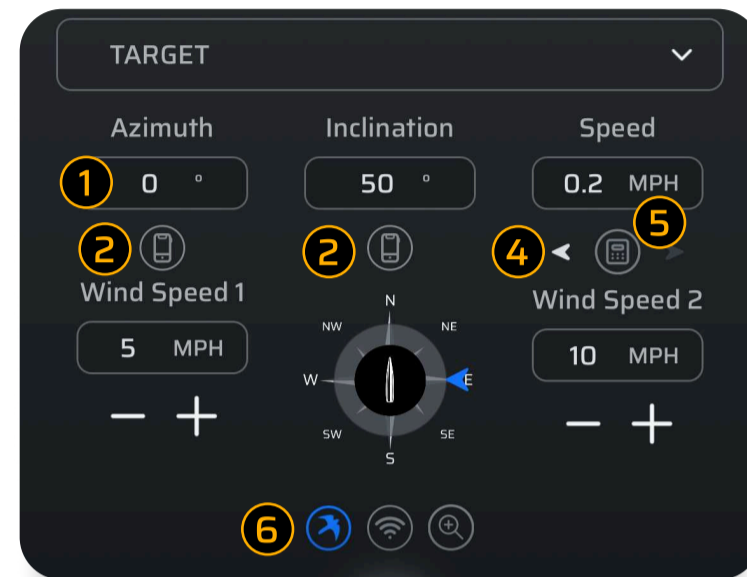 TARGET
Azimuth Inclination Speed
1 0 ° 50 ° 0.2 MPH
2 2 4 5
Wind Speed 1 Wind Speed 2
5 MPH 10 MPH
N
NW NE
W E
SW SE
S
6